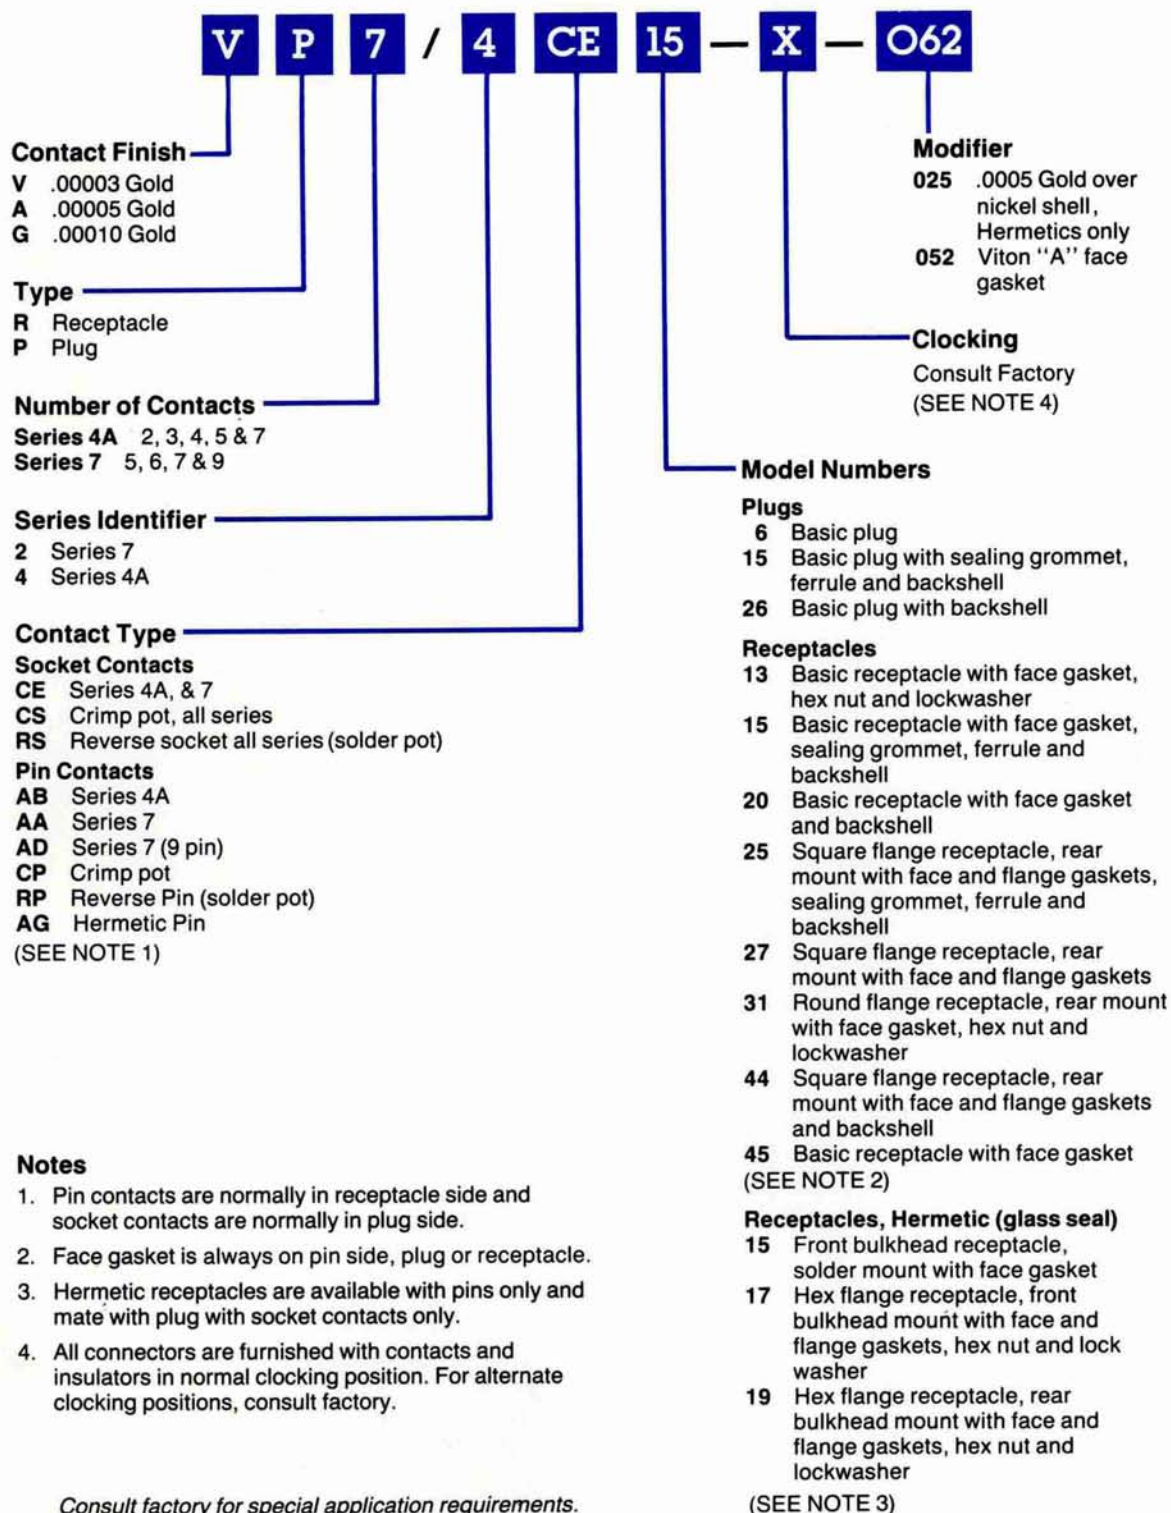 V P 7 / 4 CE 15 — X — O62
Contact Finish
V .00003 Gold
A .00005 Gold
G .00010 Gold
Type
R Receptacle
P Plug
Number of Contacts
Series 4A 2, 3, 4, 5 & 7
Series 7 5, 6, 7 & 9
Series Identifier
2 Series 7
4 Series 4A
Contact Type
Socket Contacts
CE Series 4A, & 7
CS Crimp pot, all series
RS Reverse socket all series (solder pot)
Pin Contacts
AB Series 4A
AA Series 7
AD Series 7 (9 pin)
CP Crimp pot
RP Reverse Pin (solder pot)
AG Hermetic Pin
(SEE NOTE 1)
Notes
1. Pin contacts are normally in receptacle side and
socket contacts are normally in plug side.
2. Face gasket is always on pin side, plug or receptacle.
3. Hermetic receptacles are available with pins only and
mate with plug with socket contacts only.
4. All connectors are furnished with contacts and
insulators in normal clocking position. For alternate
clocking positions, consult factory.
Consult factory for special application requirements.
Modifier
025 .0005 Gold over
nickel shell,
Hermetics only
052 Viton "A" face
gasket
Clocking
Consult Factory
(SEE NOTE 4)
Model Numbers
Plugs
6 Basic plug
15 Basic plug with sealing grommet,
ferrule and backshell
26 Basic plug with backshell
Receptacles
13 Basic receptacle with face gasket,
hex nut and lockwasher
15 Basic receptacle with face gasket,
sealing grommet, ferrule and
backshell
20 Basic receptacle with face gasket
and backshell
25 Square flange receptacle, rear
mount with face and flange gaskets,
sealing grommet, ferrule and
backshell
27 Square flange receptacle, rear
mount with face and flange gaskets
31 Round flange receptacle, rear mount
with face gasket, hex nut and
lockwasher
44 Square flange receptacle, rear
mount with face and flange gaskets
and backshell
45 Basic receptacle with face gasket
(SEE NOTE 2)
Receptacles, Hermetic (glass seal)
15 Front bulkhead receptacle,
solder mount with face gasket
17 Hex flange receptacle, front
bulkhead mount with face and
flange gaskets, hex nut and lock
washer
19 Hex flange receptacle, rear
bulkhead mount with face and
flange gaskets, hex nut and
lockwasher
(SEE NOTE 3)